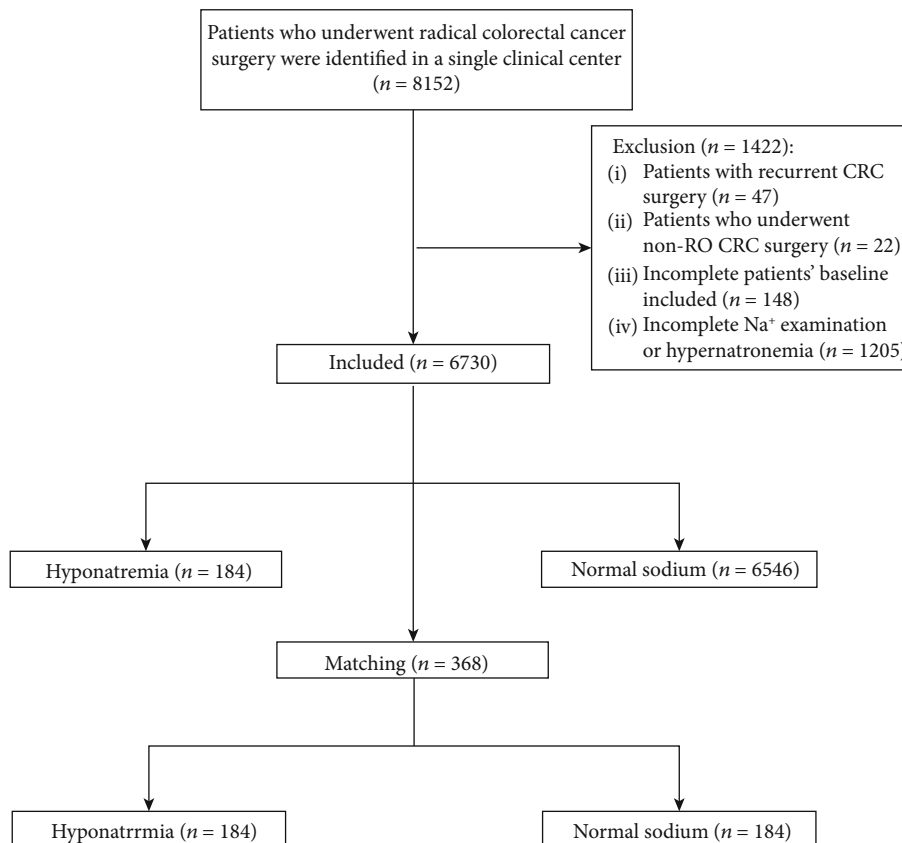 Patients who underwent radical colorectal cancer
surgery were identified in a single clinical center
(n = 8152)
Exclusion (n = 1422):
(i) Patients with recurrent CRC
surgery (n = 47)
(ii) Patients who underwent
non-RO CRC surgery (n = 22)
(iii) Incomplete patients' baseline
included (n = 148)
(iv) Incomplete Na⁺ examination
or hypernatronemia (n = 1205)
Included (n = 6730)
Hyponatremia (n = 184)
Normal sodium (n = 6546)
Matching (n = 368)
Hyponatrrmia (n = 184)
Normal sodium (n = 184)